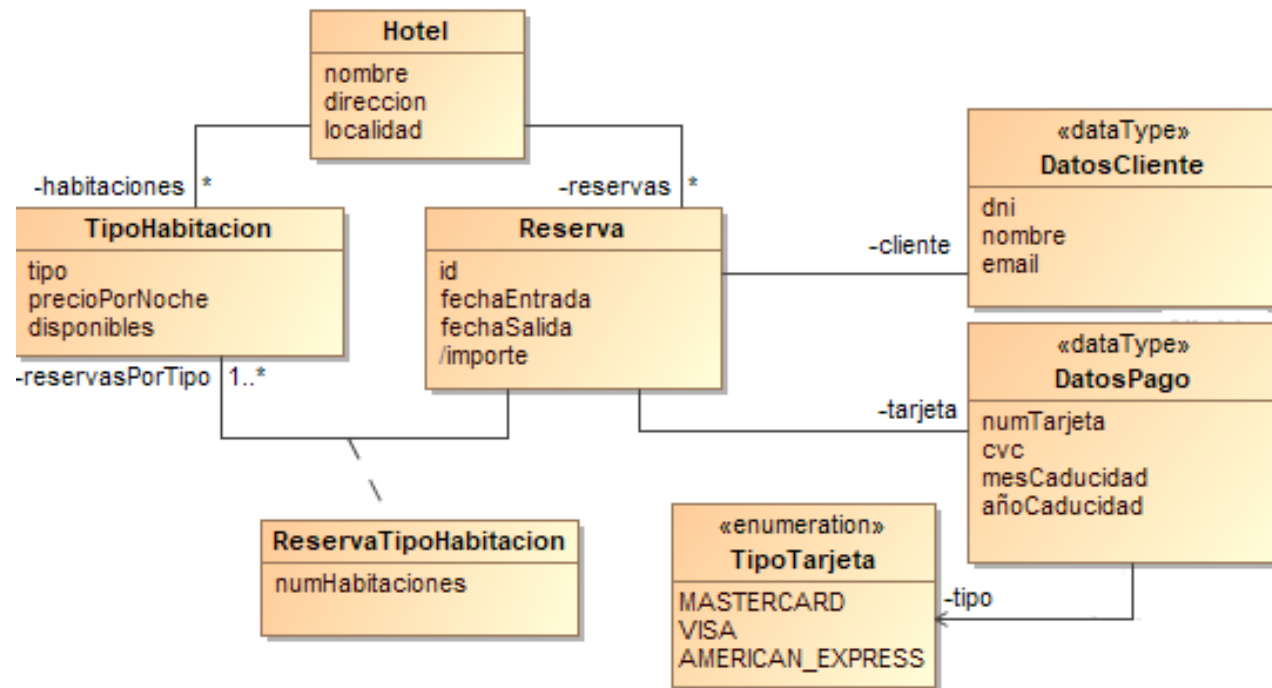 Hotel
nombre
direccion
localidad
-habitaciones *
-reservas *
TipoHabitacion
tipo
precioPorNoche
disponibles
Reserva
id
fechaEntrada
fechaSalida
/importe
«dataType»
DatosCliente
dni
nombre
email
-cliente
-reservasPorTipo 1..*
«dataType»
DatosPago
numTarjeta
cvc
mesCaducidad
añoCaducidad
-tarjeta
ReservaTipoHabitacion
numHabitaciones
«enumeration»
TipoTarjeta
MASTERCARD
VISA
AMERICAN_EXPRESS
-tipo